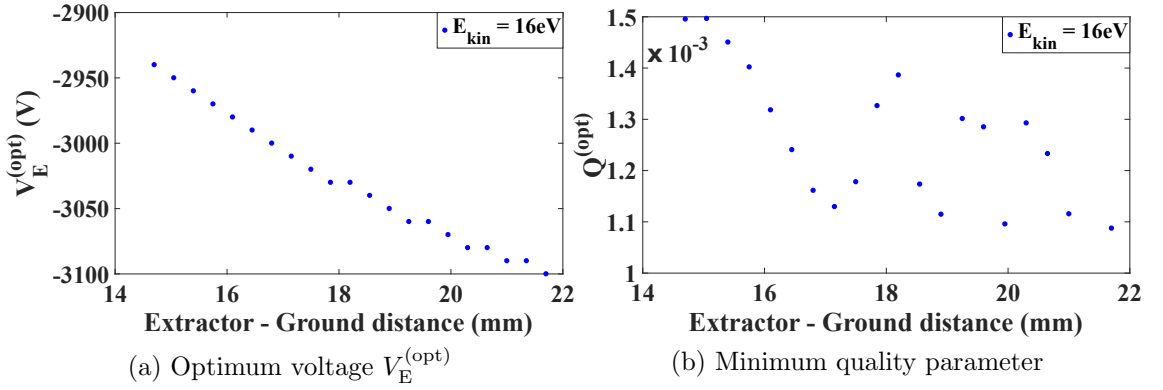 -2900
-2950
-3000
-3050
-3100
V_E^(opt) (V)
E_kin = 16eV
14 16 18 20 22
Extractor - Ground distance (mm)
(a) Optimum voltage V_E^(opt)
1.5
× 10^-3
1.4
1.3
1.2
1.1
1
Q^(opt)
E_kin = 16eV
14 16 18 20 22
Extractor - Ground distance (mm)
(b) Minimum quality parameter